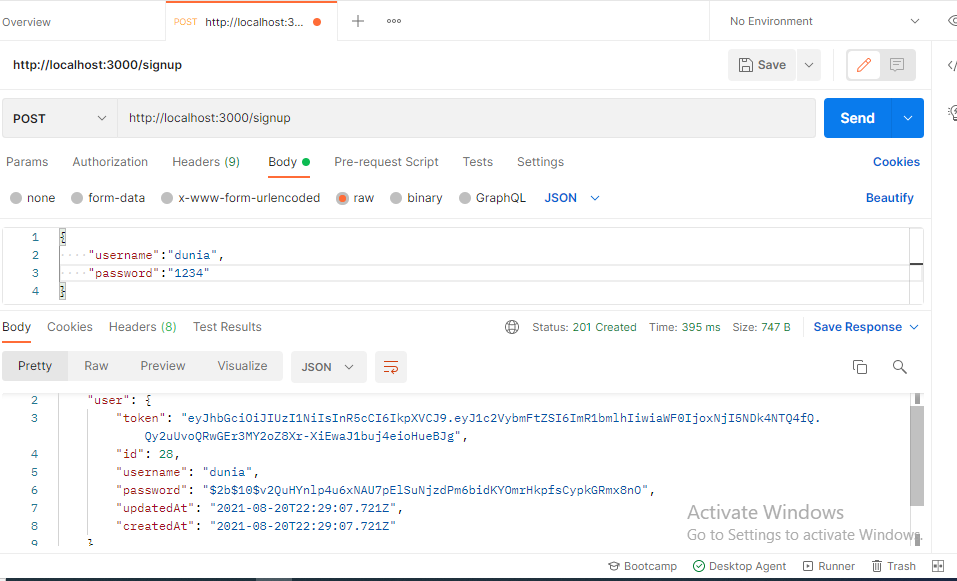 Overview
POST http://localhost:3... + ooo
No Environment
http://localhost:3000/signup
Save
POST http://localhost:3000/signup
Send
Params Authorization Headers (9) Body Pre-request Script Tests Settings Cookies
none form-data x-www-form-urlencoded raw binary GraphQL JSON Beautify
1 {
2 ····"username":"dunia",
3 ····"password":"1234"
4 }
Body Cookies Headers (8) Test Results Status: 201 Created Time: 395 ms Size: 747 B Save Response
Pretty Raw Preview Visualize JSON
2 "user": {
3 "token": "eyJhbGciOiJIUzI1NiIsInR5cCI6IkpXVCJ9.eyJ1c2VybmFtZSI6ImR1bmlhIiwiaWF0IjoxNjI5NDk4NTQ4fQ.
Qy2uUvoQRwGEr3MY2oZ8Xr-XiEwaJ1buj4eioHueBJg",
4 "id": 28,
5 "username": "dunia",
6 "password": "$2b$10$v2QuHYnlp4u6xNAU7pElSuNjzdPm6bidKYOmrHkpfsCypkGRmx8nO",
7 "updatedAt": "2021-08-20T22:29:07.721Z",
8 "createdAt": "2021-08-20T22:29:07.721Z"
9 }
Activate Windows
Go to Settings to activate Windows.
Bootcamp Desktop Agent Runner Trash